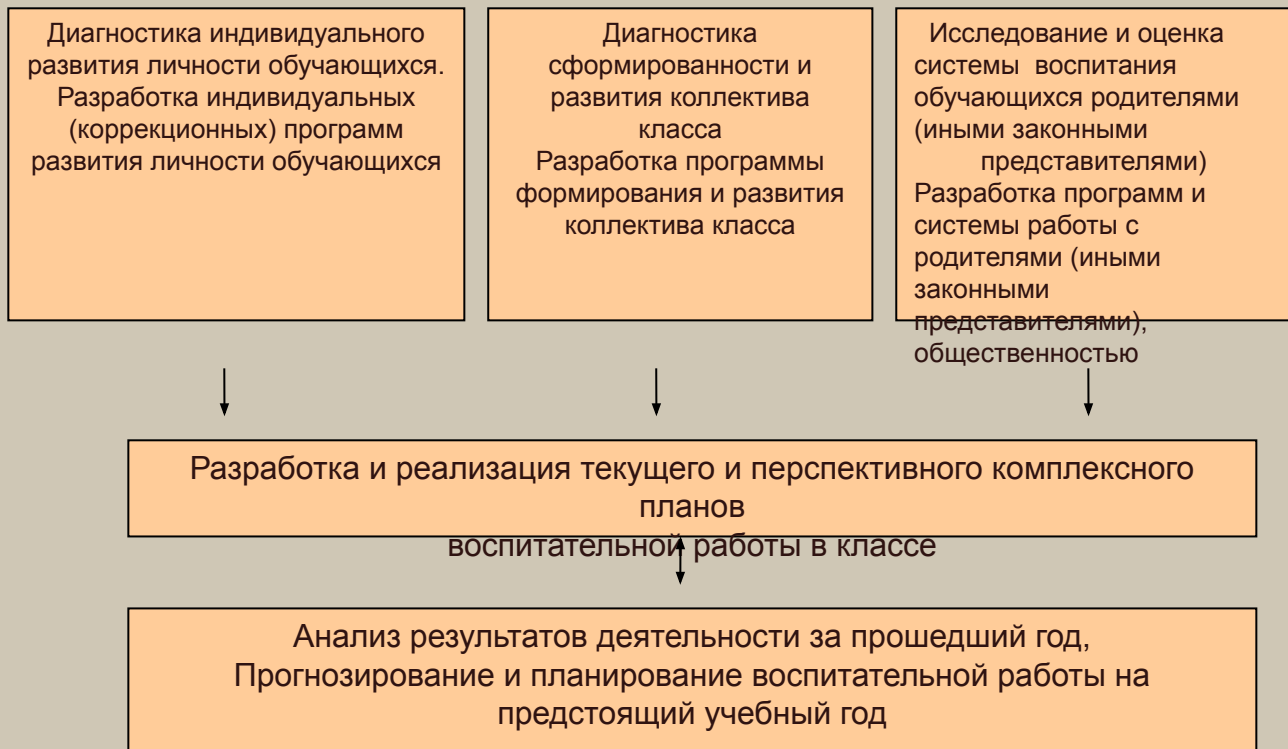 Диагностика индивидуального
развития личности обучающихся.
Разработка индивидуальных
(коррекционных) программ
развития личности обучающихся
Диагностика
сформированности и
развития коллектива
класса
Разработка программы
формирования и развития
коллектива класса
Исследование и оценка
системы воспитания
обучающихся родителями
(иными законными
представителями)
Разработка программ и
системы работы с
родителями (иными
законными
представителями),
общественностью
Разработка и реализация текущего и перспективного комплексного
планов
воспитательной работы в классе
Анализ результатов деятельности за прошедший год,
Прогнозирование и планирование воспитательной работы на
предстоящий учебный год